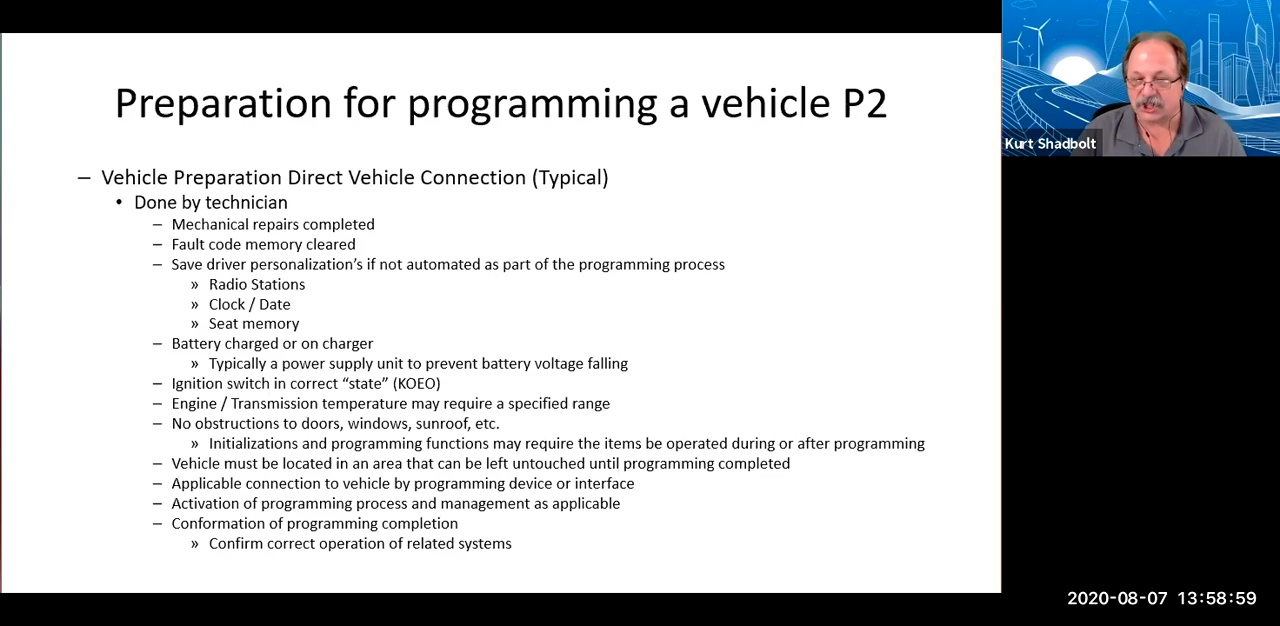 Preparation for programming a vehicle P2
– Vehicle Preparation Direct Vehicle Connection (Typical)
• Done by technician
– Mechanical repairs completed
– Fault code memory cleared
– Save driver personalization's if not automated as part of the programming process
» Radio Stations
» Clock / Date
» Seat memory
– Battery charged or on charger
» Typically a power supply unit to prevent battery voltage falling
– Ignition switch in correct “state” (KOEO)
– Engine / Transmission temperature may require a specified range
– No obstructions to doors, windows, sunroof, etc.
» Initializations and programming functions may require the items be operated during or after programming
– Vehicle must be located in an area that can be left untouched until programming completed
– Applicable connection to vehicle by programming device or interface
– Activation of programming process and management as applicable
– Conformation of programming completion
» Confirm correct operation of related systems
Kurt Shadbolt
2020-08-07 13:58:59